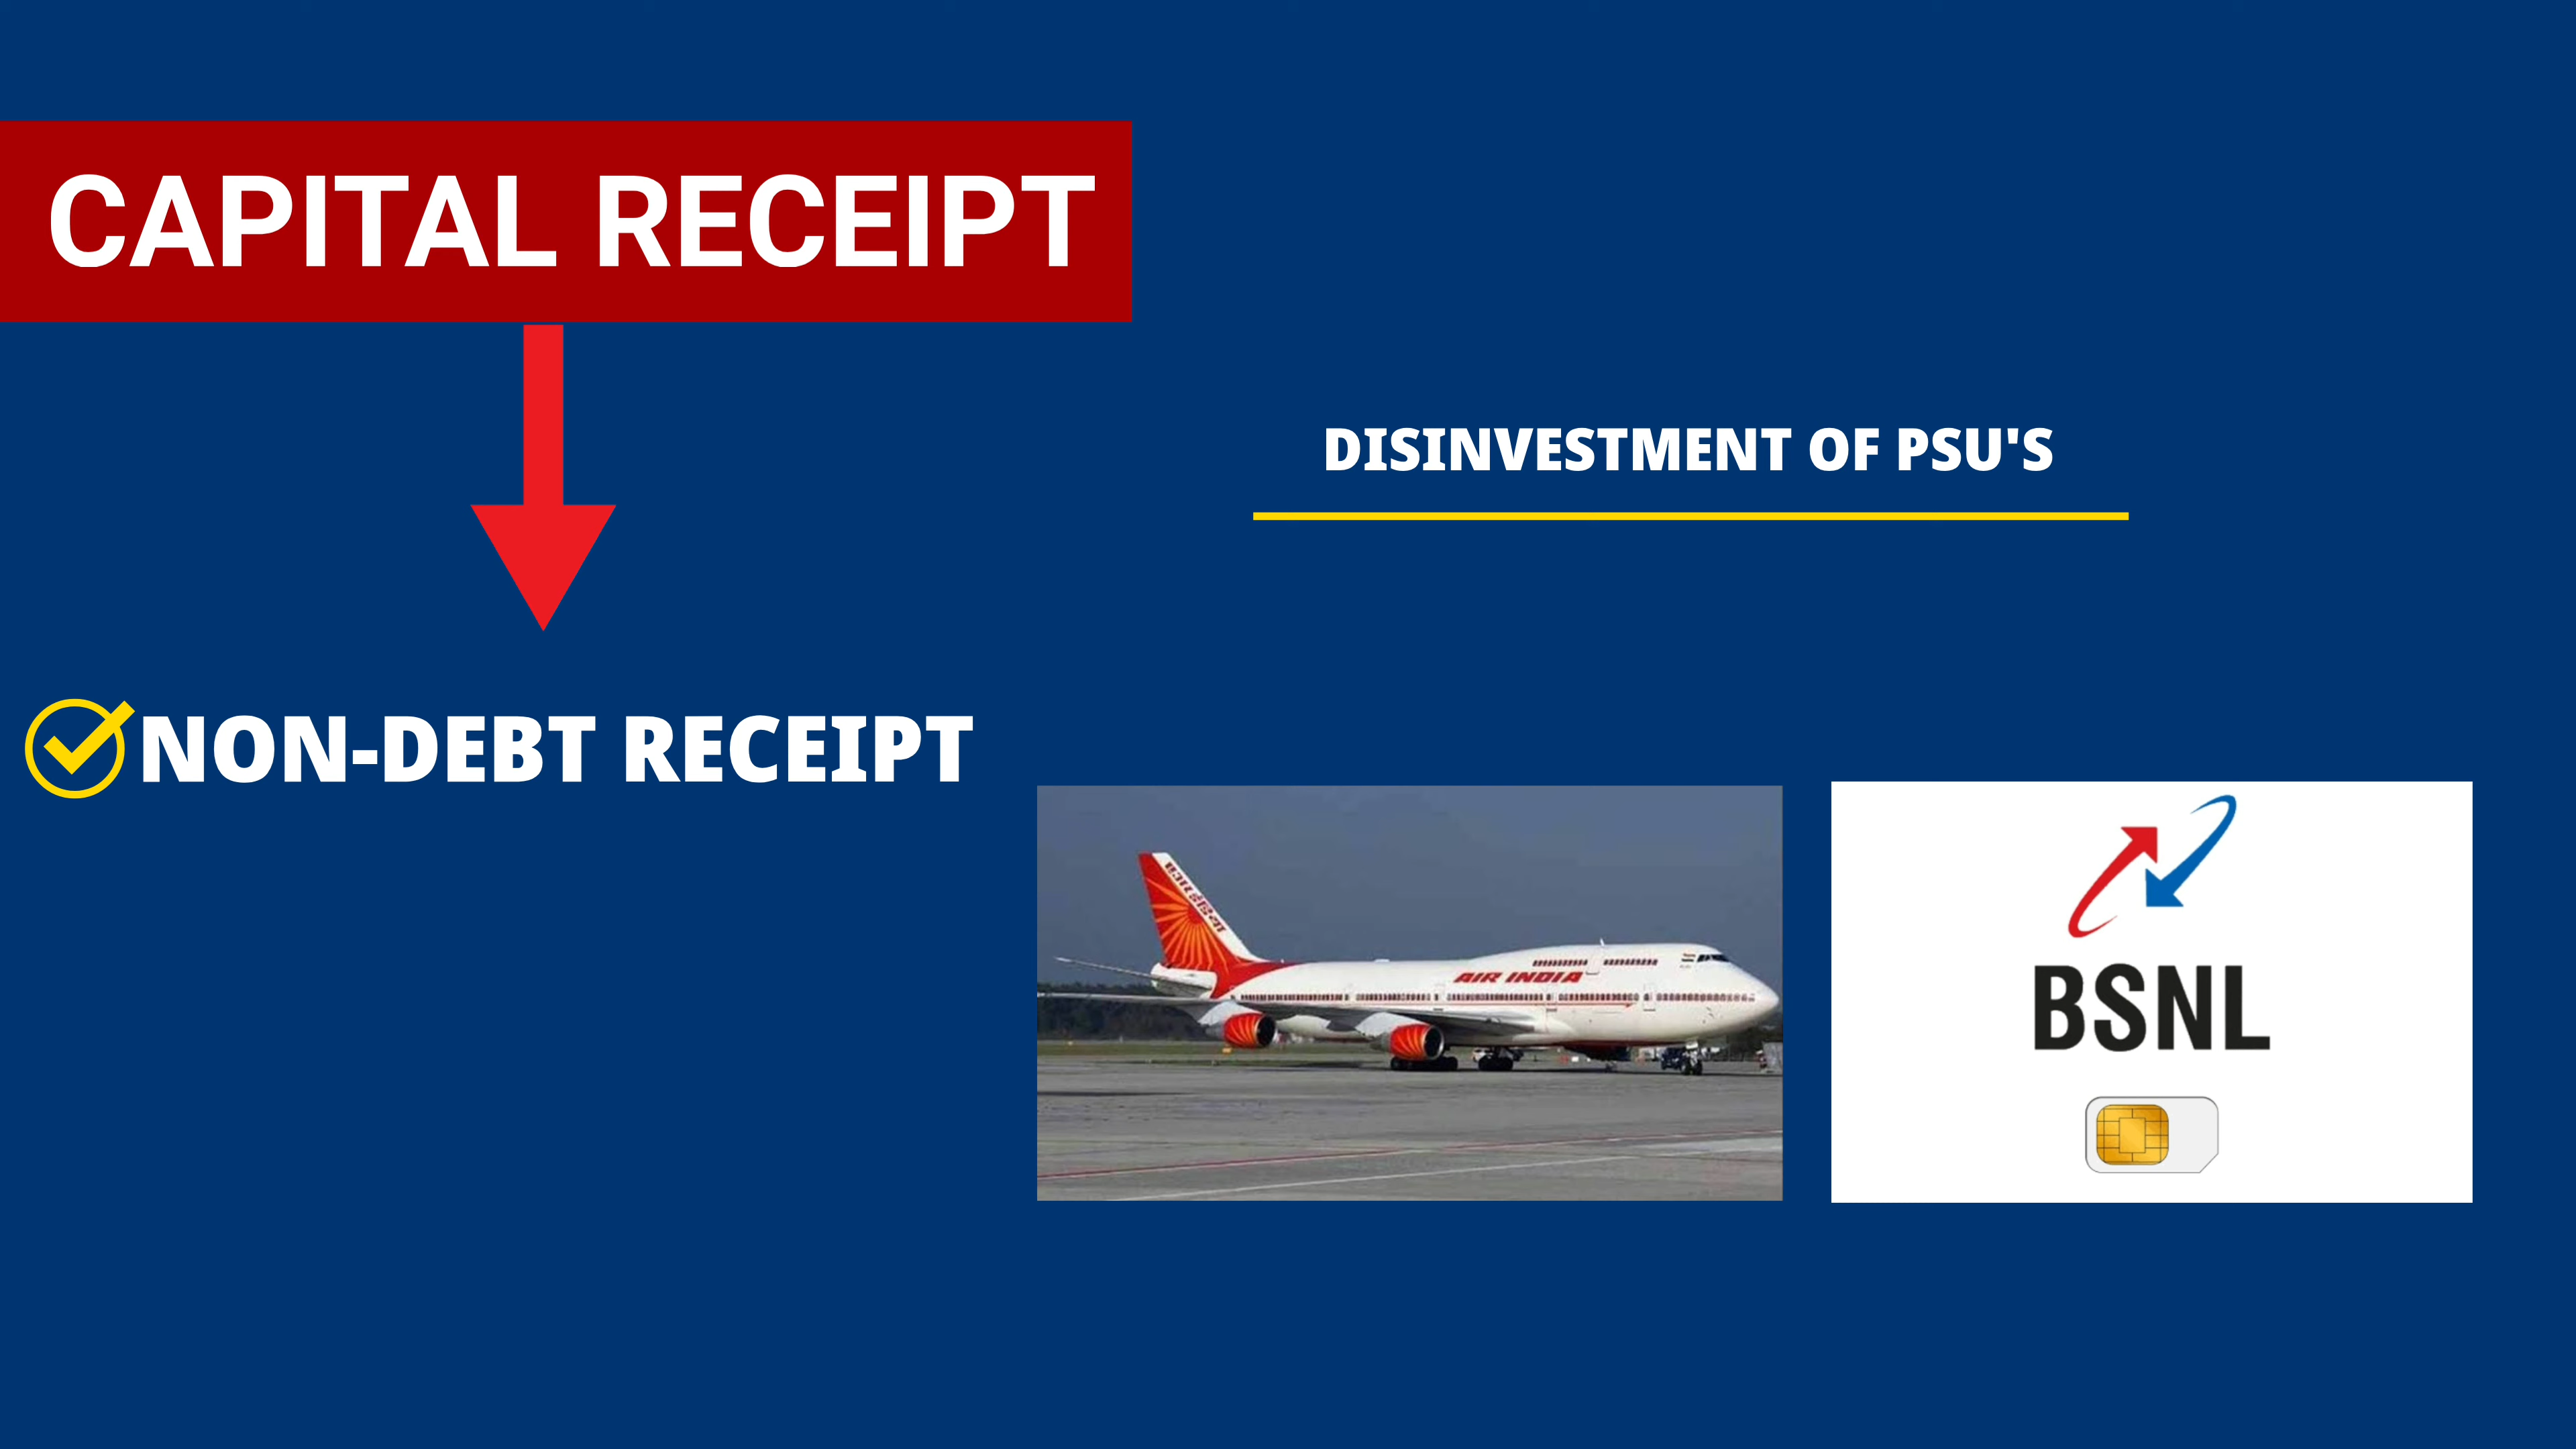 CAPITAL RECEIPT
DISINVESTMENT OF PSU'S
NON-DEBT RECEIPT
AIR INDIA
BSNL